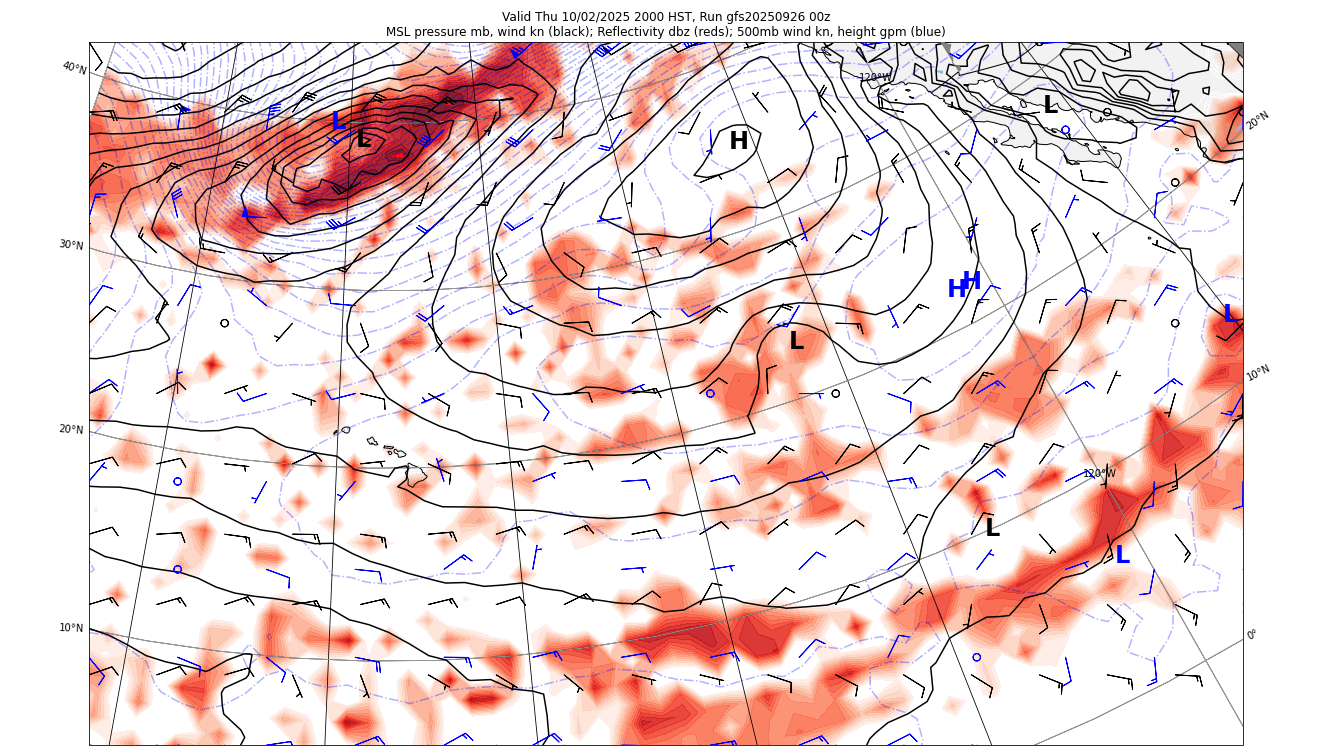 Valid Thu 10/02/2025 2000 HST, Run gfs20250926 00z
MSL pressure mb, wind kn (black); Reflectivity dbz (reds); 500mb wind kn, height gpm (blue)
40°N
120°W
L
20°N
L
L
H
30°N
H
H
L
L
10°N
20°N
120°W
L
L
10°N
0°